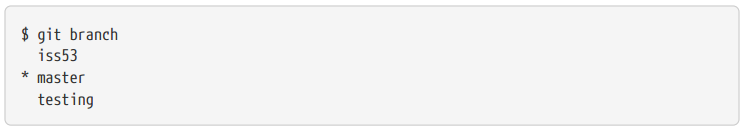 $ git branch
  iss53
* master
  testing